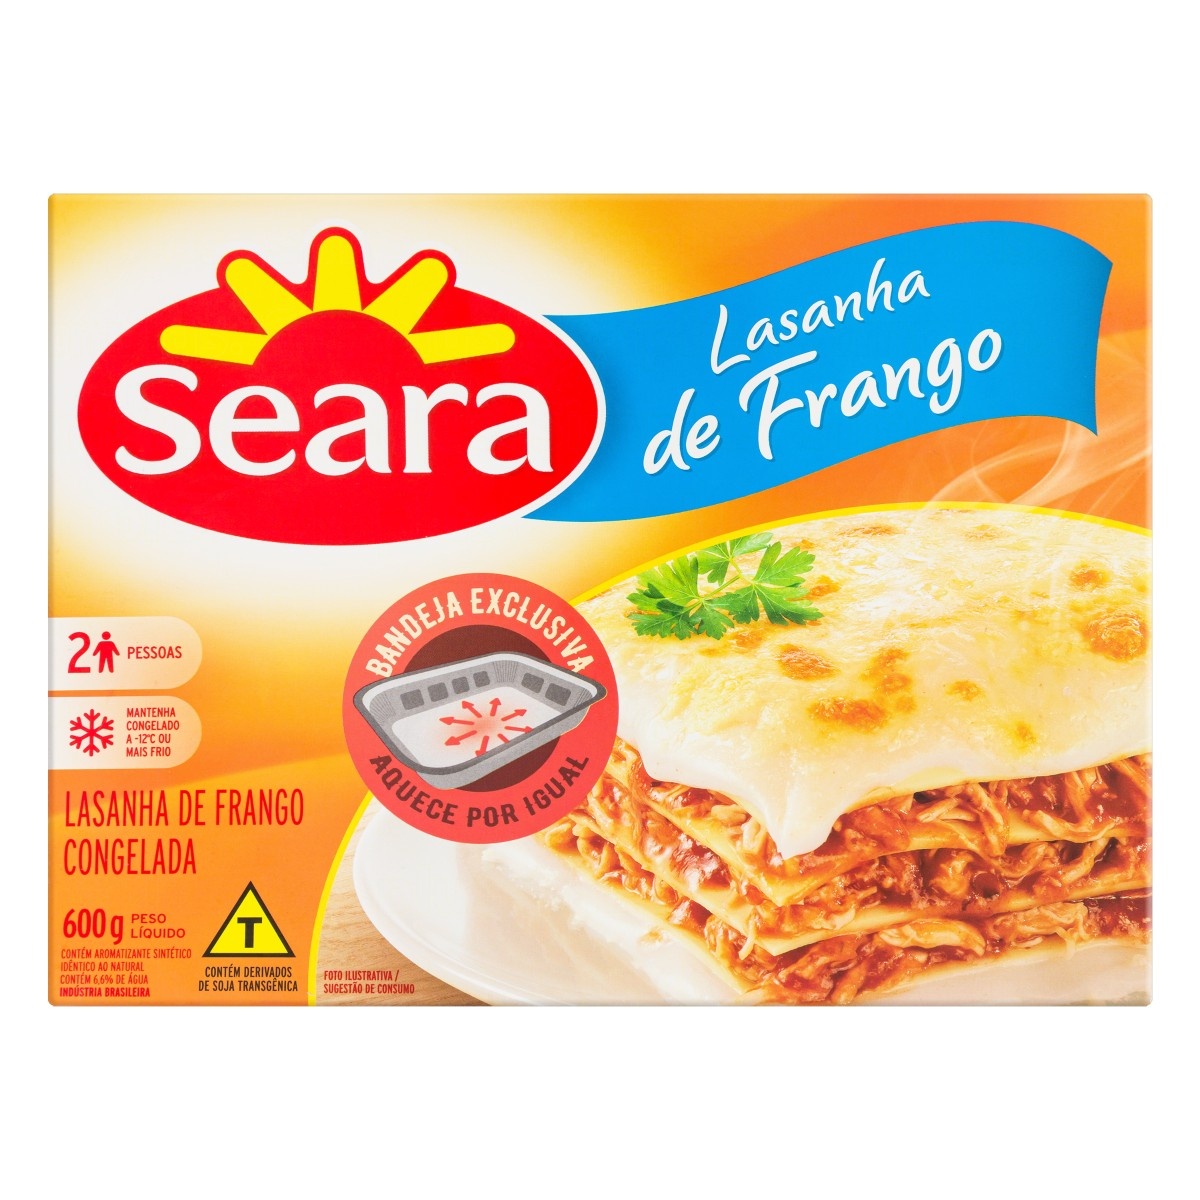 Seara
Lasanha
de Frango
BANDEJA EXCLUSIVA
AQUECE POR IGUAL
2 PESSOAS
MANTENHA
CONGELADO
A -12°C OU
MAIS FRIO
LASANHA DE FRANGO
CONGELADA
600g PESO
LÍQUIDO
CONTÉM AROMATIZANTE SINTÉTICO
IDÊNTICO AO NATURAL
CONTÉM 6,6% DE ÁGUA
INDÚSTRIA BRASILEIRA
T
CONTÉM DERIVADOS
DE SOJA TRANSGÊNICA
FOTO ILUSTRATIVA /
SUGESTÃO DE CONSUMO